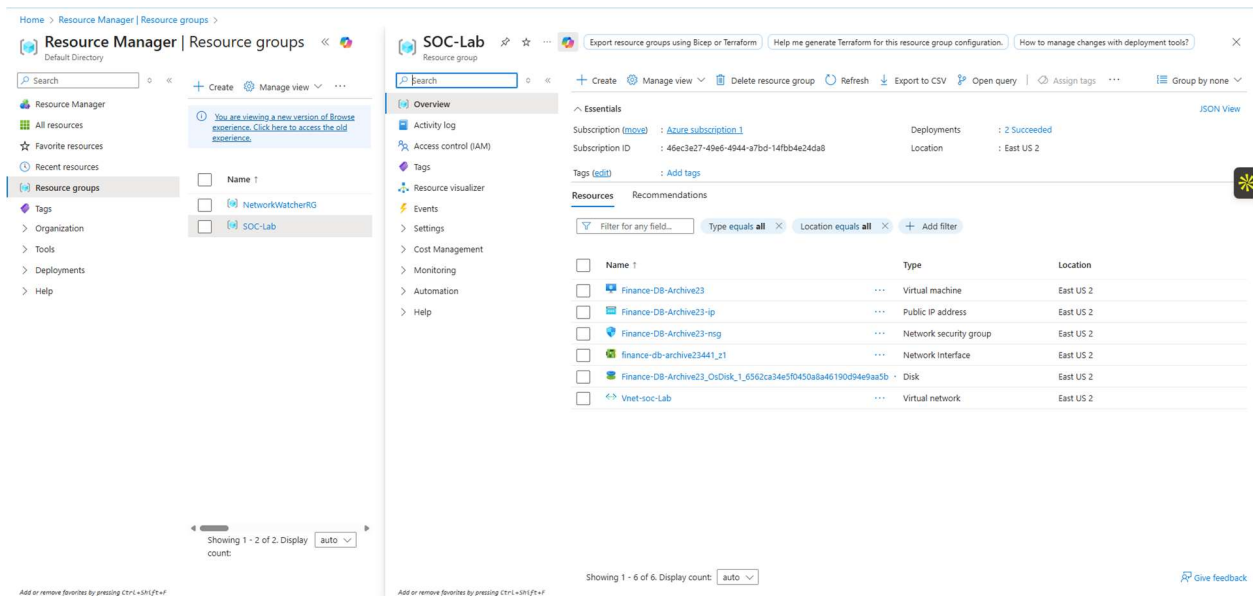 Home > Resource Manager | Resource groups >
Resource Manager | Resource groups
Default Directory
Search
Resource Manager
All resources
Favorite resources
Recent resources
Resource groups
Tags
Organization
Tools
Deployments
Help
Add or remove favorites by pressing Ctrl+Shift+F
Create Manage view
You are viewing a new version of Browse
experience. Click here to access the old
experience.
Name ↑
NetworkWatcherRG
SOC-Lab
Showing 1 - 2 of 2. Display auto
count:
SOC-Lab
Resource group
Export resource groups using Bicep or Terraform
Help me generate Terraform for this resource group configuration.
How to manage changes with deployment tools?
Search
Overview
Activity log
Access control (IAM)
Tags
Resource visualizer
Events
Settings
Cost Management
Monitoring
Automation
Help
Add or remove favorites by pressing Ctrl+Shift+F
Create Manage view Delete resource group Refresh Export to CSV Open query | Assign tags Group by none
Essentials JSON View
Subscription (move) : Azure subscription 1 Deployments : 2 Succeeded
Subscription ID : 46ec3e27-49e6-4944-a7bd-14fbb4e24da8 Location : East US 2
Tags (edit) : Add tags
Resources Recommendations
Filter for any field... Type equals all Location equals all Add filter
Name ↑ Type Location
Finance-DB-Archive23 Virtual machine East US 2
Finance-DB-Archive23-ip Public IP address East US 2
Finance-DB-Archive23-nsg Network security group East US 2
finance-db-archive23441_z1 Network Interface East US 2
Finance-DB-Archive23_OsDisk_1_6562ca34e5f0450a8a46190d94e9aa5b Disk East US 2
Vnet-soc-Lab Virtual network East US 2
Showing 1 - 6 of 6. Display count: auto
Give feedback